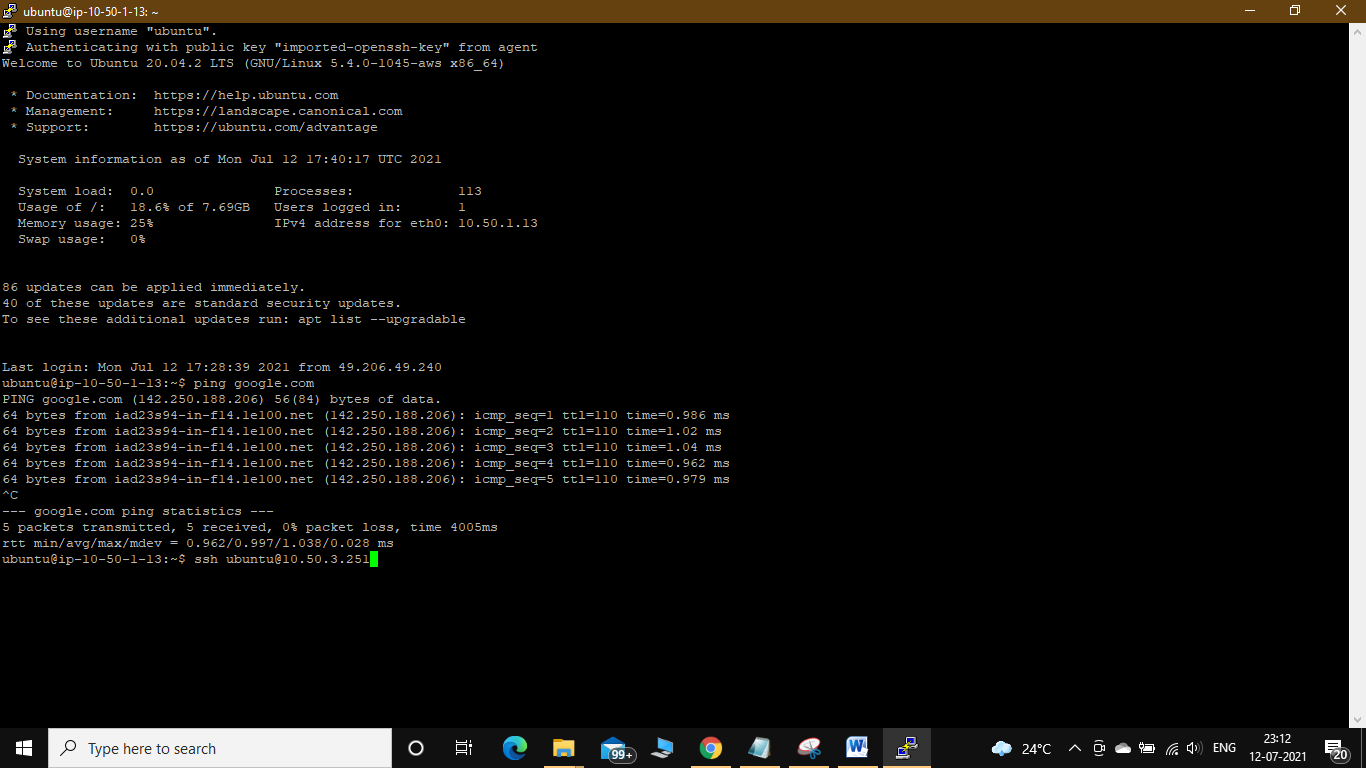 ubuntu@ip-10-50-1-13: ~
Using username "ubuntu".
Authenticating with public key "imported-openssh-key" from agent
Welcome to Ubuntu 20.04.2 LTS (GNU/Linux 5.4.0-1045-aws x86_64)
* Documentation:  https://help.ubuntu.com
* Management:     https://landscape.canonical.com
* Support:        https://ubuntu.com/advantage
System information as of Mon Jul 12 17:40:17 UTC 2021
System load:  0.0               Processes:             113
Usage of /:   18.6% of 7.69GB   Users logged in:       1
Memory usage: 25%               IPv4 address for eth0: 10.50.1.13
Swap usage:   0%
86 updates can be applied immediately.
40 of these updates are standard security updates.
To see these additional updates run: apt list --upgradable
Last login: Mon Jul 12 17:28:39 2021 from 49.206.49.240
ubuntu@ip-10-50-1-13:~$ ping google.com
PING google.com (142.250.188.206) 56(84) bytes of data.
64 bytes from iad23s94-in-f14.1e100.net (142.250.188.206): icmp_seq=1 ttl=110 time=0.986 ms
64 bytes from iad23s94-in-f14.1e100.net (142.250.188.206): icmp_seq=2 ttl=110 time=1.02 ms
64 bytes from iad23s94-in-f14.1e100.net (142.250.188.206): icmp_seq=3 ttl=110 time=1.04 ms
64 bytes from iad23s94-in-f14.1e100.net (142.250.188.206): icmp_seq=4 ttl=110 time=0.962 ms
64 bytes from iad23s94-in-f14.1e100.net (142.250.188.206): icmp_seq=5 ttl=110 time=0.979 ms
^C
--- google.com ping statistics ---
5 packets transmitted, 5 received, 0% packet loss, time 4005ms
rtt min/avg/max/mdev = 0.962/0.997/1.038/0.028 ms
ubuntu@ip-10-50-1-13:~$ ssh ubuntu@10.50.3.251
Type here to search
99+
W
24°C
ENG
23:12
12-07-2021
20